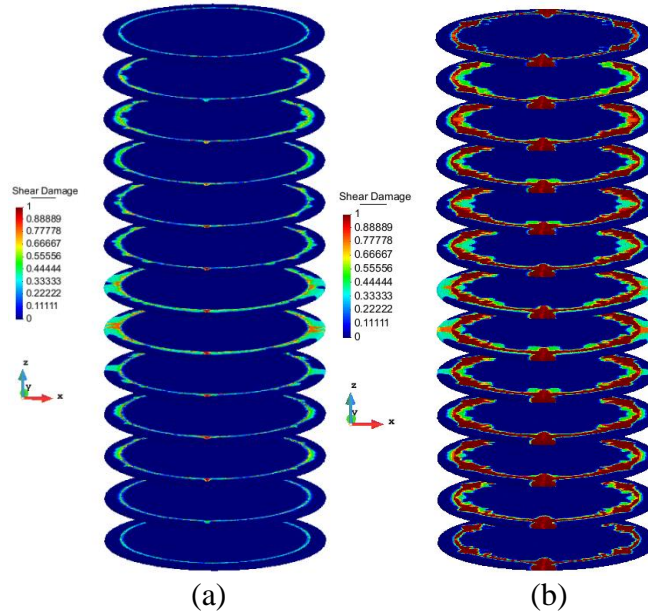 Shear Damage
1
0.88889
0.77778
0.66667
0.55556
0.44444
0.33333
0.22222
0.11111
0
z
y
x
(a)
Shear Damage
1
0.88889
0.77778
0.66667
0.55556
0.44444
0.33333
0.22222
0.11111
0
z
y
x
(b)